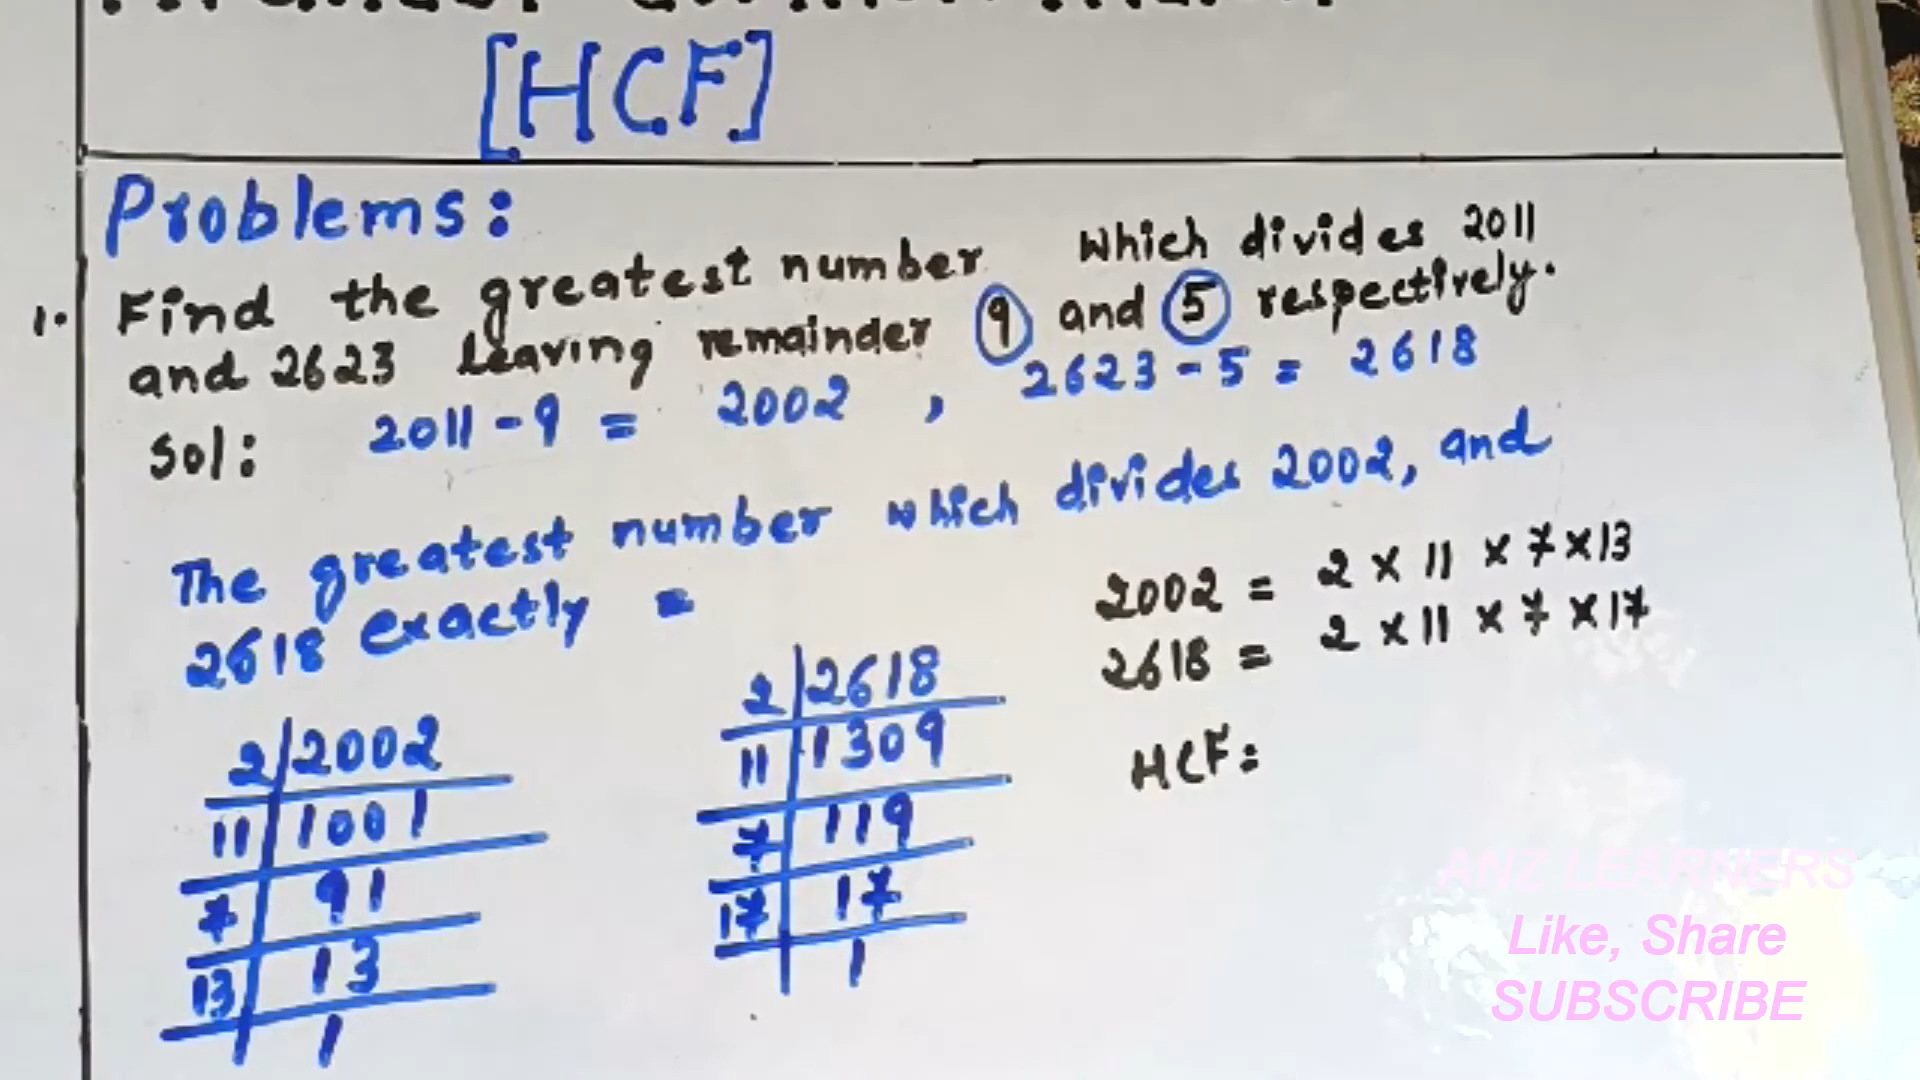 [HCF]
Problems:
1. Find the greatest number which divides 2011
and 2623 leaving remainder 9 and 5 respectively.
Sol: 2011 - 9 = 2002 , 2623 - 5 = 2618
The greatest number which divides 2002, and
2618 exactly =
2002 = 2 × 11 × 7 × 13
2618 = 2 × 11 × 7 × 17
HCF:
2 | 2002
11 | 1001
7 | 91
13 | 13
1
2 | 2618
11 | 1309
7 | 119
17 | 17
1
ANZ LEARNERS
Like, Share
SUBSCRIBE